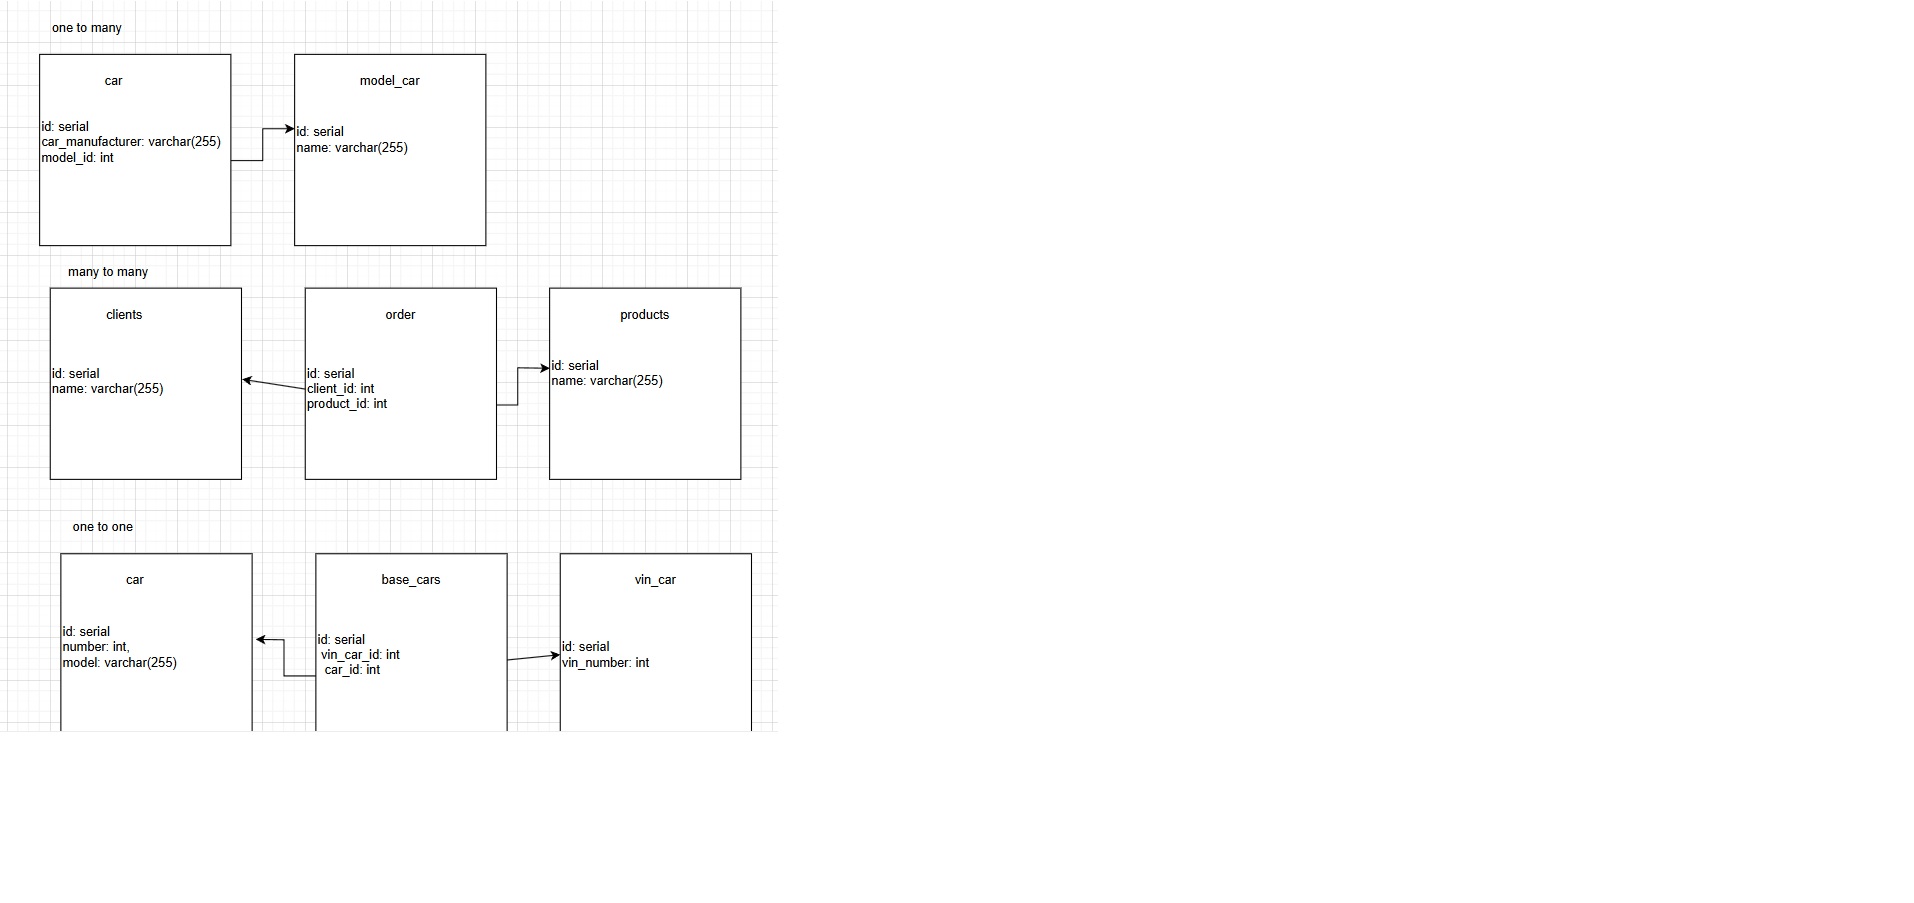 one to many
car
id: serial
car_manufacturer: varchar(255)
model_id: int
model_car
id: serial
name: varchar(255)
many to many
clients
id: serial
name: varchar(255)
order
id: serial
client_id: int
product_id: int
products
id: serial
name: varchar(255)
one to one
car
id: serial
number: int,
model: varchar(255)
base_cars
id: serial
vin_car_id: int
car_id: int
vin_car
id: serial
vin_number: int